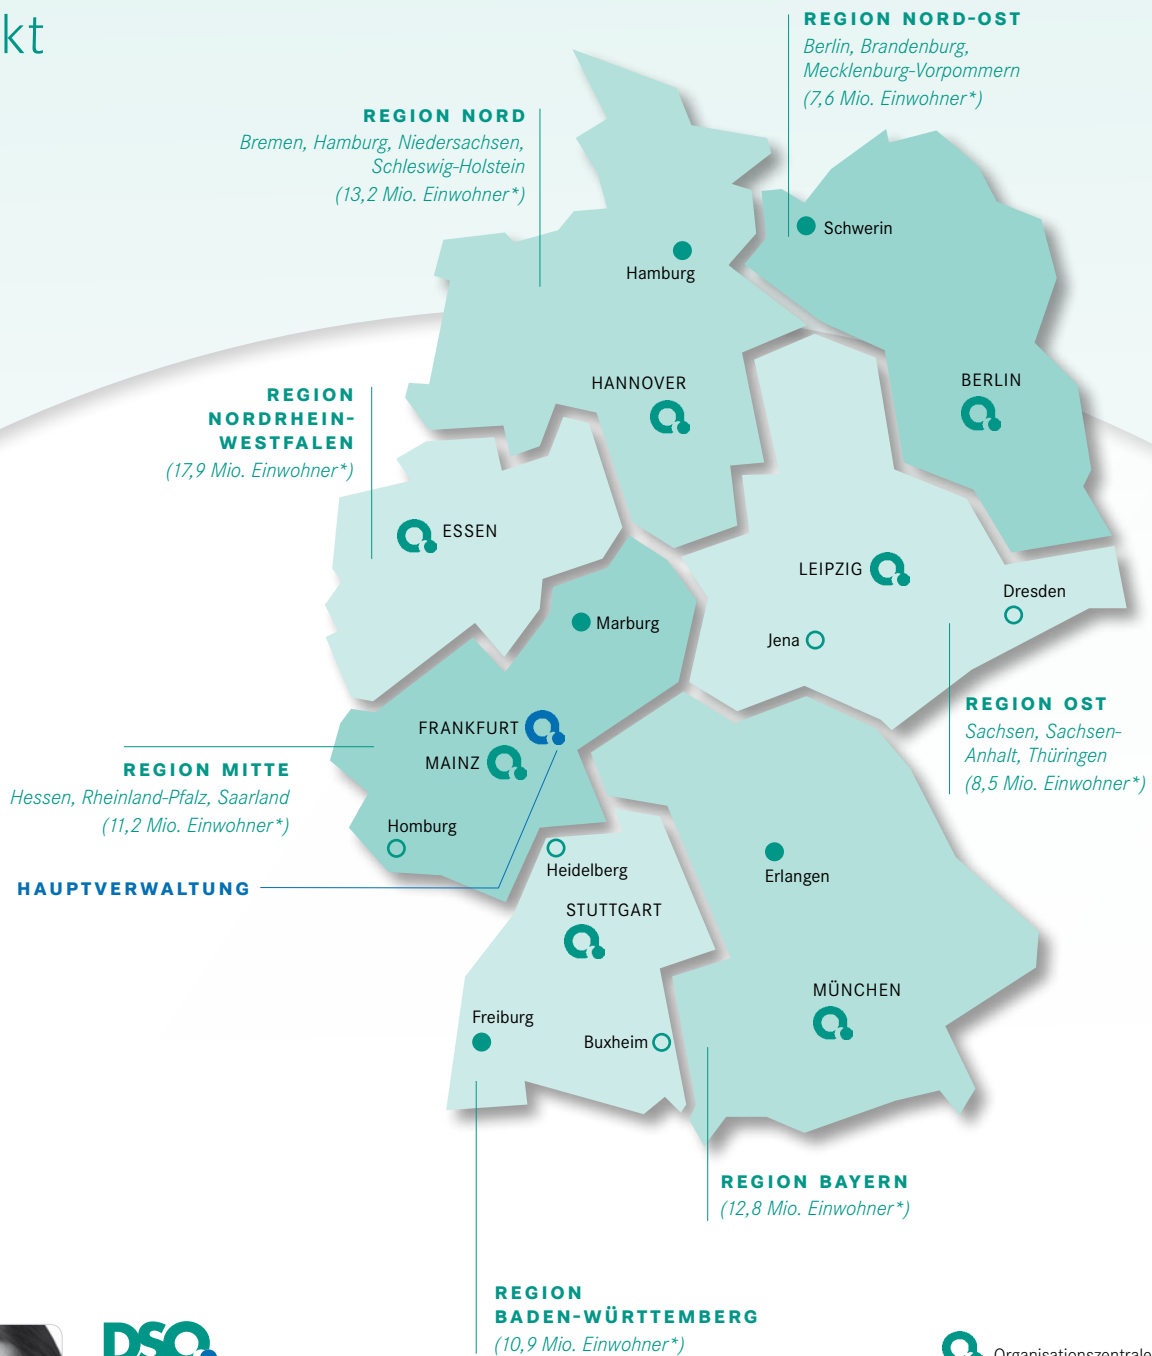 kt
REGION NORD-OST
Berlin, Brandenburg,
Mecklenburg-Vorpommern
(7,6 Mio. Einwohner*)
REGION NORD
Bremen, Hamburg, Niedersachsen,
Schleswig-Holstein
(13,2 Mio. Einwohner*)
Schwerin
Hamburg
HANNOVER
BERLIN
REGION
NORDRHEIN-
WESTFALEN
(17,9 Mio. Einwohner*)
ESSEN
LEIPZIG
Dresden
Jena
Marburg
REGION OST
Sachsen, Sachsen-
Anhalt, Thüringen
(8,5 Mio. Einwohner*)
FRANKFURT
MAINZ
REGION MITTE
Hessen, Rheinland-Pfalz, Saarland
(11,2 Mio. Einwohner*)
Homburg
HAUPTVERWALTUNG
Heidelberg
Erlangen
STUTTGART
MÜNCHEN
Freiburg
Buxheim
REGION BAYERN
(12,8 Mio. Einwohner*)
REGION
BADEN-WÜRTTEMBERG
(10,9 Mio. Einwohner*)
DSO
Organisationszentrale